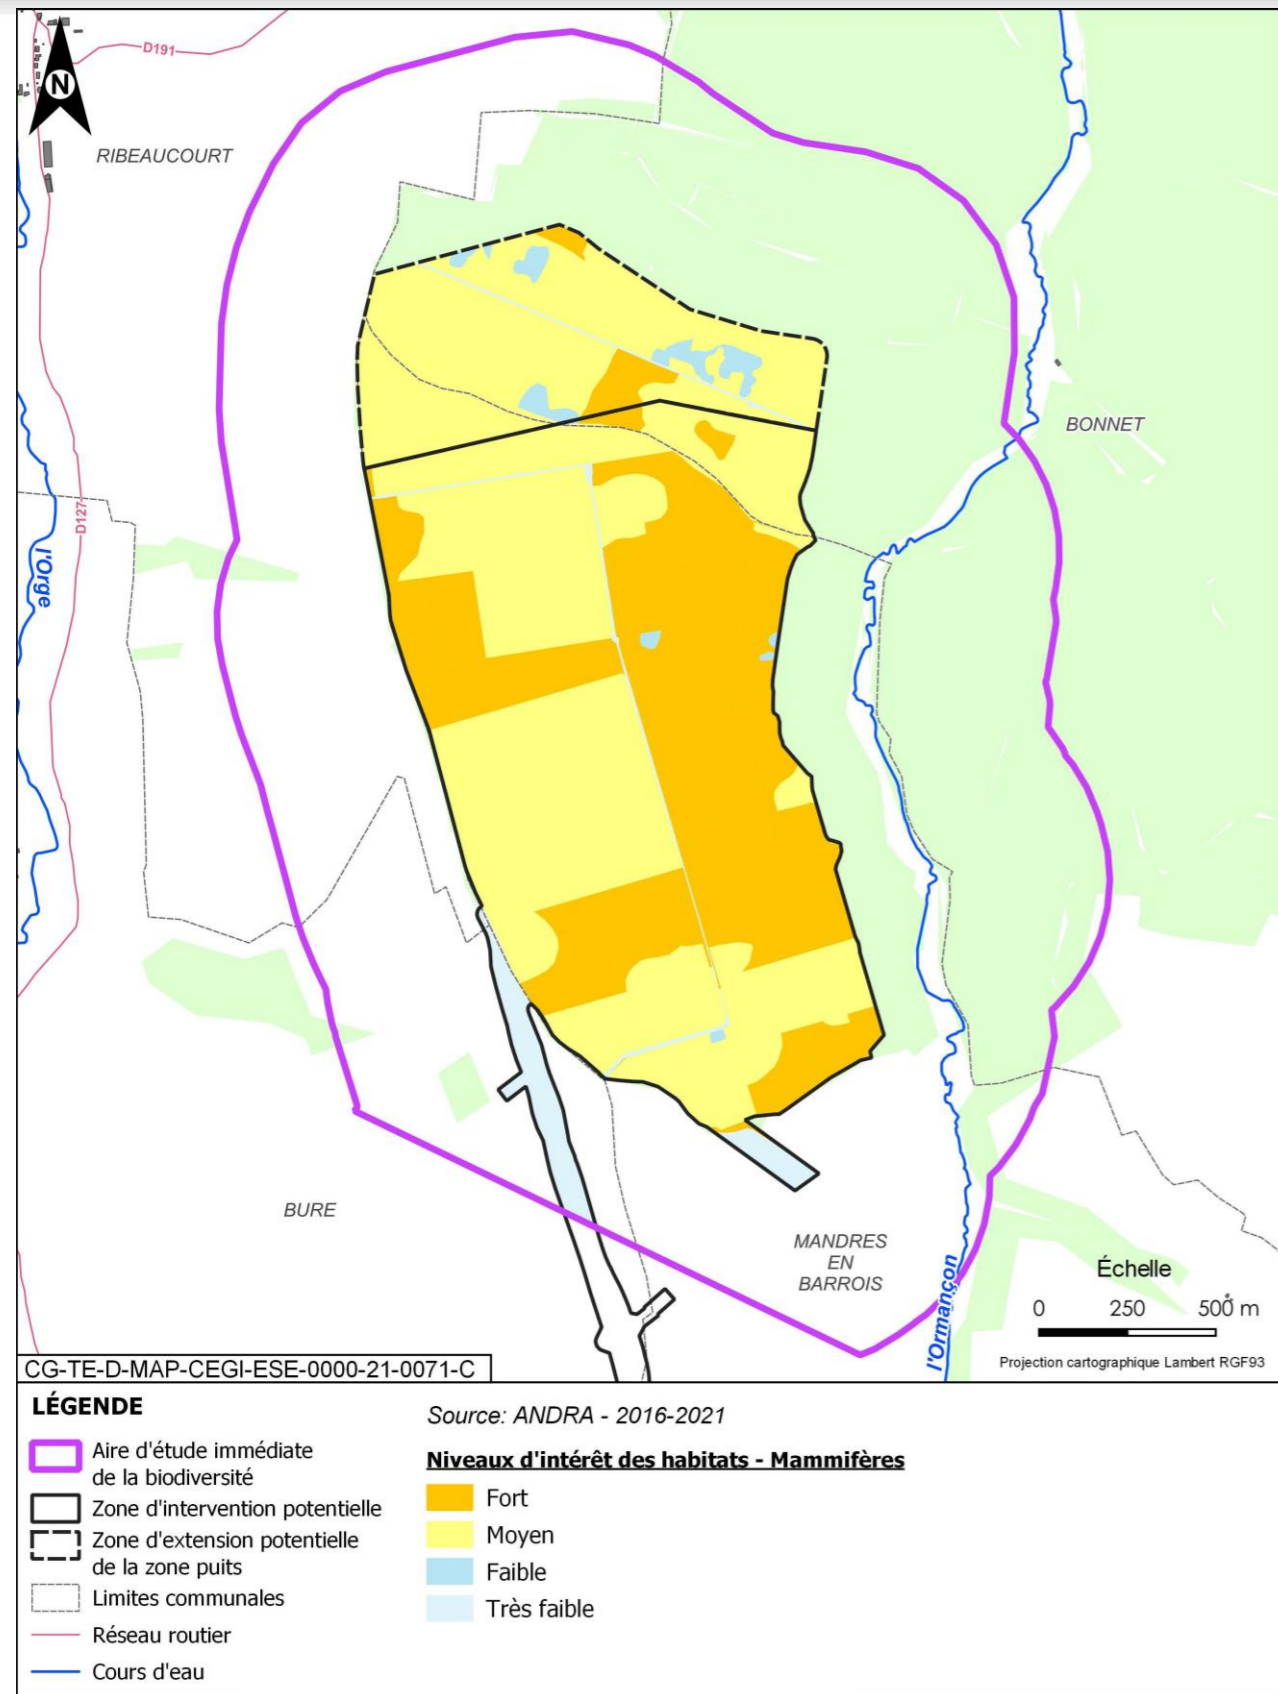 D191
N
RIBEAUCOURT
BONNET
D127
l'Orge
BURE
MANDRES
EN
BARROIS
l'Ormançon
Échelle
0 250 500 m
Projection cartographique Lambert RGF93
CG-TE-D-MAP-CEGI-ESE-0000-21-0071-C
LÉGENDE
Aire d'étude immédiate
de la biodiversité
Zone d'intervention potentielle
Zone d'extension potentielle
de la zone puits
Limites communales
Réseau routier
Cours d'eau
Source: ANDRA - 2016-2021
Niveaux d'intérêt des habitats - Mammifères
Fort
Moyen
Faible
Très faible